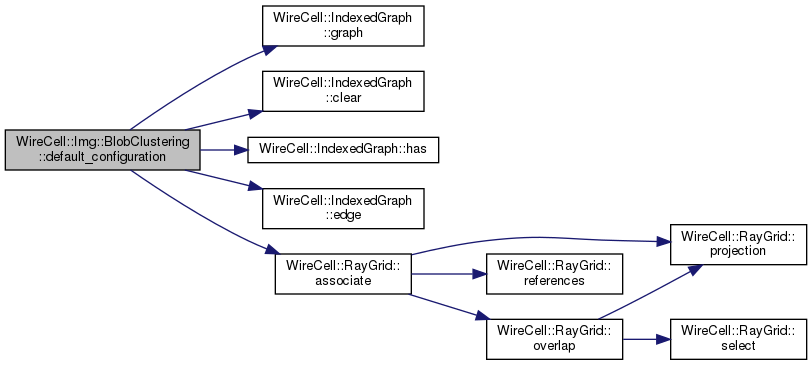 WireCell::IndexedGraph
::graph
WireCell::IndexedGraph
::clear
WireCell::Img::BlobClustering
::default_configuration
WireCell::IndexedGraph::has
WireCell::IndexedGraph
::edge
WireCell::RayGrid::
associate
WireCell::RayGrid::
references
WireCell::RayGrid::
overlap
WireCell::RayGrid::
projection
WireCell::RayGrid::
select